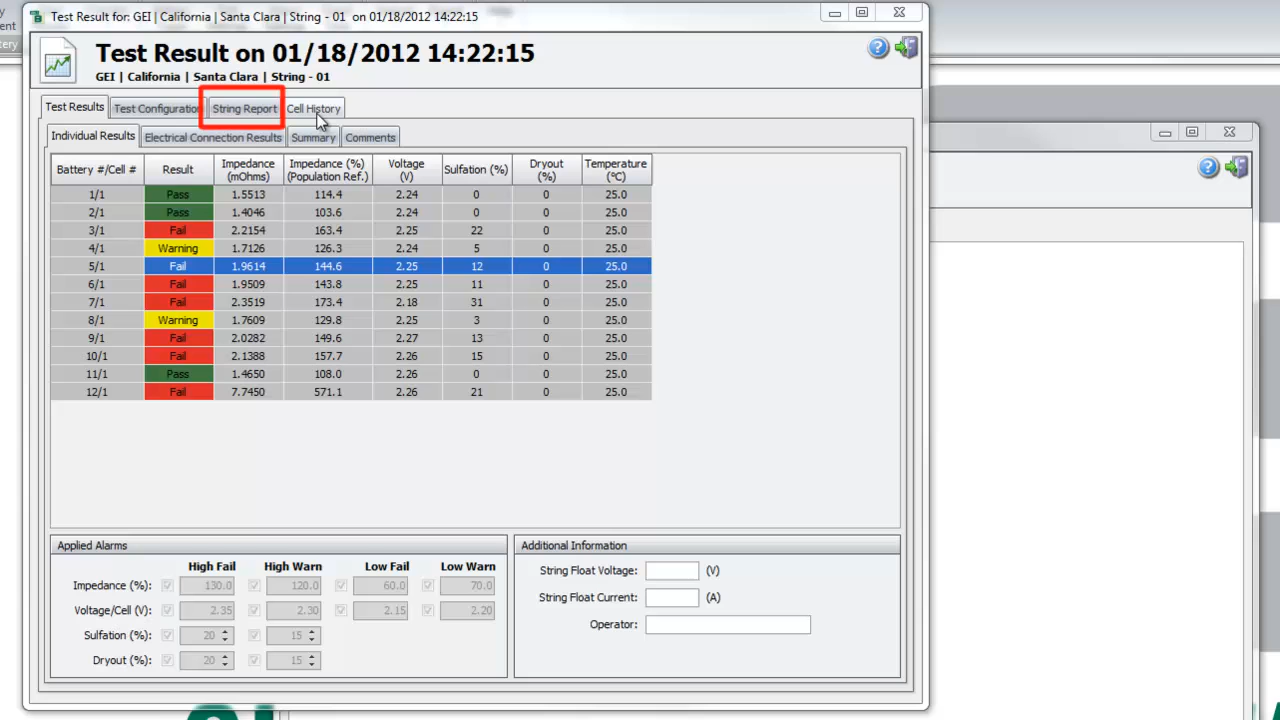 Test Result for: GEI | California | Santa Clara | String - 01 on 01/18/2012 14:22:15
Test Result on 01/18/2012 14:22:15
GEI | California | Santa Clara | String - 01
Test Results Test Configuration String Report Cell History
Individual Results Electrical Connection Results Summary Comments
Battery #/Cell # Result Impedance (mOhms) Impedance (%) (Population Ref.) Voltage (V) Sulfation (%) Dryout (%) Temperature (°C)
1/1 Pass 1.5513 114.4 2.24 0 0 25.0
2/1 Pass 1.4046 103.6 2.24 0 0 25.0
3/1 Fail 2.2154 163.4 2.25 22 0 25.0
4/1 Warning 1.7126 126.3 2.24 5 0 25.0
5/1 Fail 1.9614 144.6 2.25 12 0 25.0
6/1 Fail 1.9509 143.8 2.25 11 0 25.0
7/1 Fail 2.3519 173.4 2.18 31 0 25.0
8/1 Warning 1.7609 129.8 2.25 3 0 25.0
9/1 Fail 2.0282 149.6 2.27 13 0 25.0
10/1 Fail 2.1388 157.7 2.26 15 0 25.0
11/1 Pass 1.4650 108.0 2.26 0 0 25.0
12/1 Fail 7.7450 571.1 2.26 21 0 25.0
Applied Alarms
High Fail High Warn Low Fail Low Warn
Impedance (%): 130.0 120.0 60.0 70.0
Voltage/Cell (V): 2.35 2.30 2.15 2.20
Sulfation (%): 20 15
Dryout (%): 20 15
Additional Information
String Float Voltage: (V)
String Float Current: (A)
Operator: